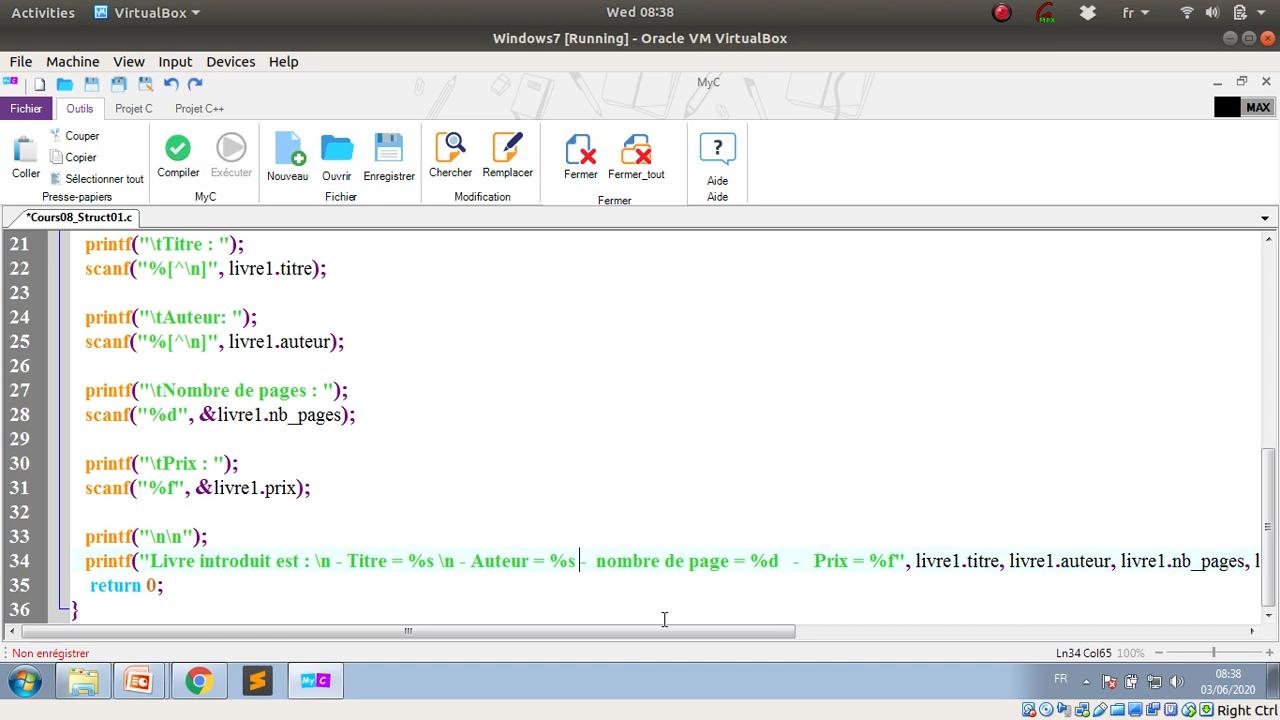 Activities VirtualBox Wed 08:38 fr
Windows7 [Running] - Oracle VM VirtualBox
File Machine View Input Devices Help
MyC
Fichier Outils Projet C Projet C++ MAX
Coller Couper Copier Sélectionner tout Compiler Exécuter Nouveau Ouvrir Enregistrer Chercher Remplacer Fermer Fermer_tout Aide
Presse-papiers MyC Fichier Modification Fermer Aide
*Cours08_Struct01.c
21 printf("\tTitre : ");
22 scanf("%[^\n]", livre1.titre);
23
24 printf("\tAuteur: ");
25 scanf("%[^\n]", livre1.auteur);
26
27 printf("\tNombre de pages : ");
28 scanf("%d", &livre1.nb_pages);
29
30 printf("\tPrix : ");
31 scanf("%f", &livre1.prix);
32
33 printf("\n\n");
34 printf("Livre introduit est : \n - Titre = %s \n - Auteur = %s - nombre de page = %d - Prix = %f", livre1.titre, livre1.auteur, livre1.nb_pages, l
35 return 0;
36 }
Non enrégistrer Ln34 Col65 100%
MyC FR 08:38
03/06/2020
Right Ctrl